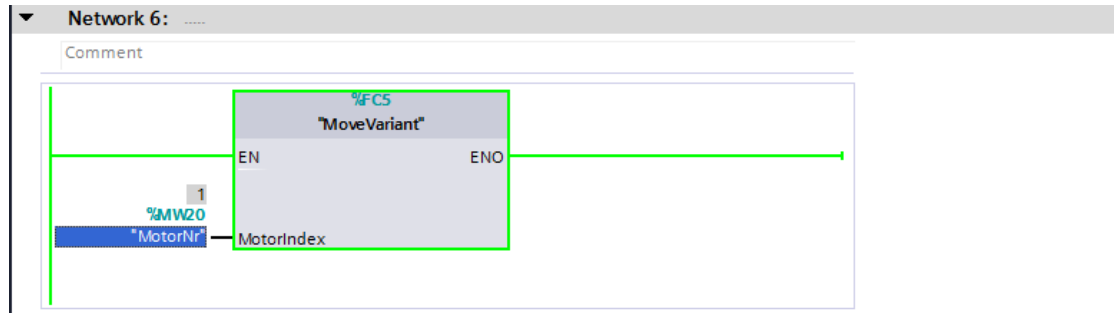 Network 6: .....
Comment
%FC5
"MoveVariant"
EN ENO
1
%MW20
"MotorNr"
MotorIndex